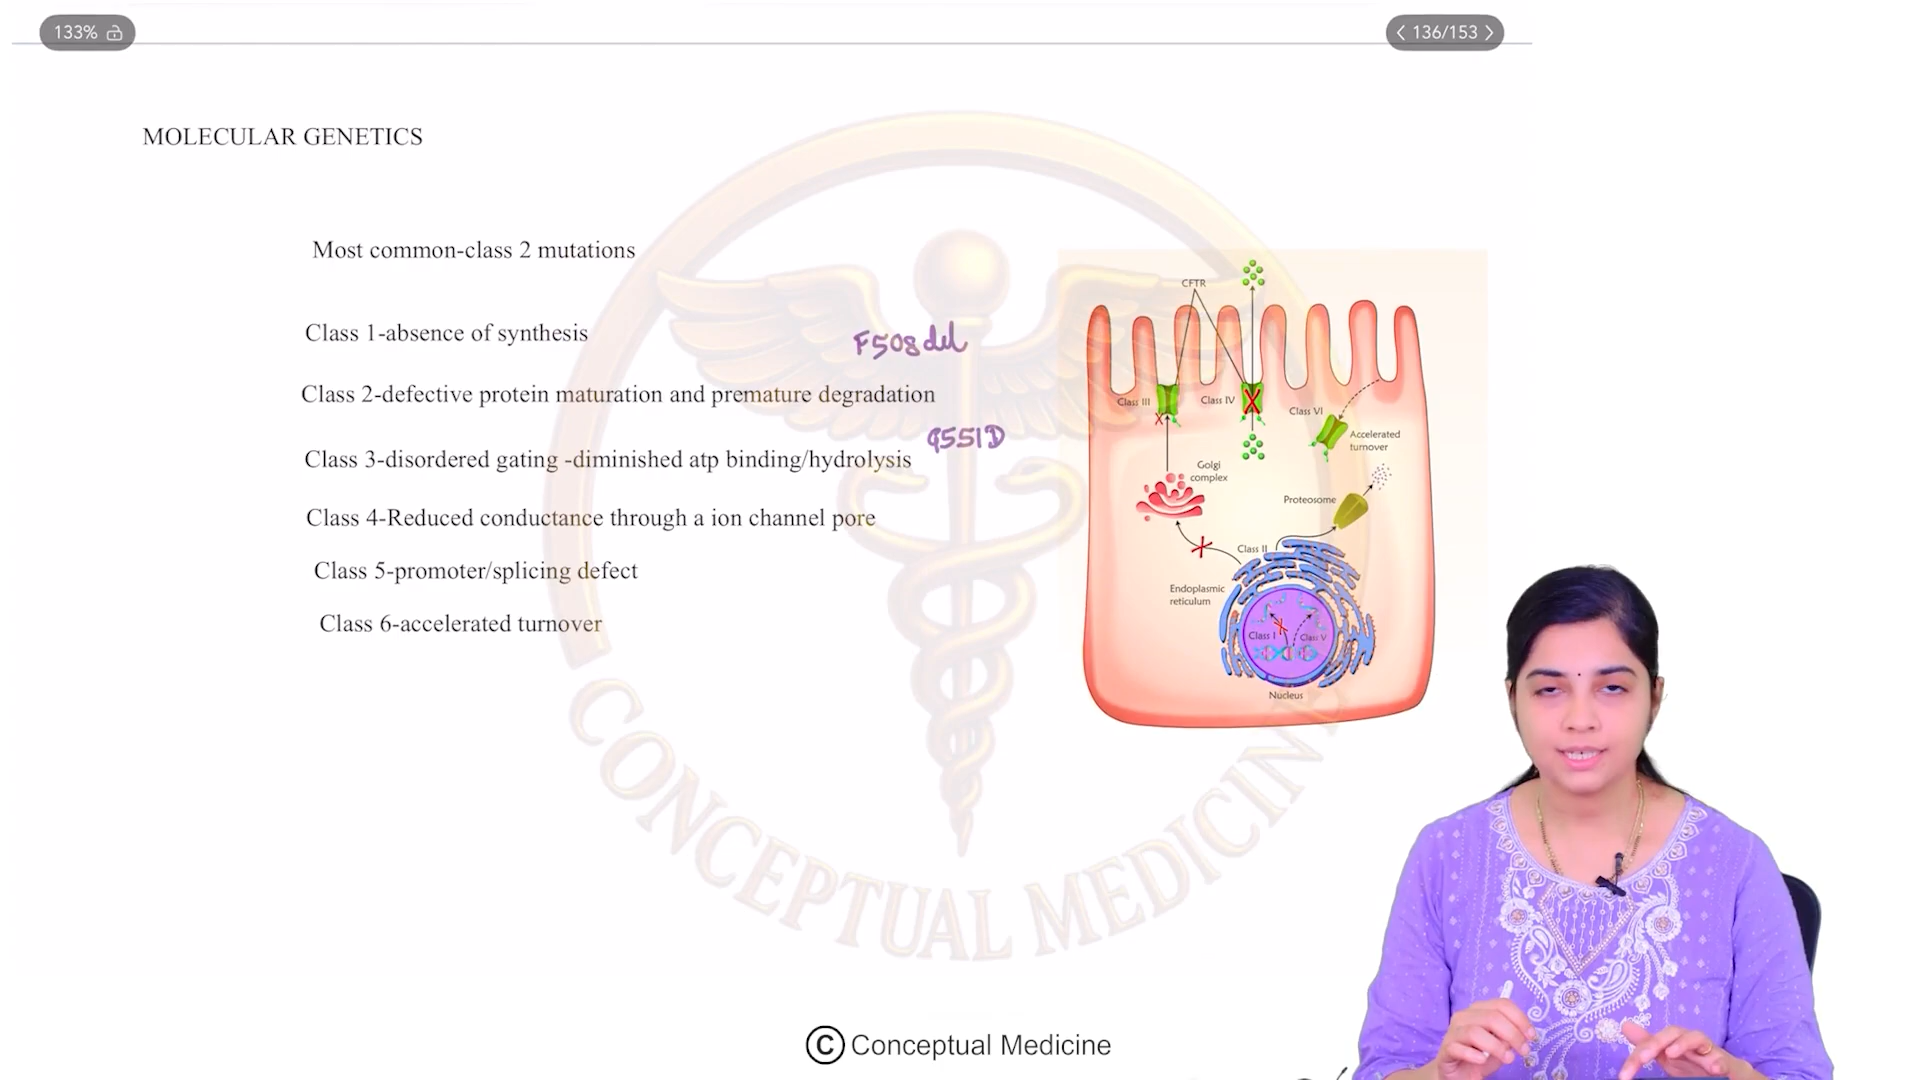 133%
< 136/153 >
MOLECULAR GENETICS
Most common-class 2 mutations
Class 1-absence of synthesis
F508 del
Class 2-defective protein maturation and premature degradation
G551D
Class 3-disordered gating -diminished atp binding/hydrolysis
Class 4-Reduced conductance through a ion channel pore
Class 5-promoter/splicing defect
Class 6-accelerated turnover
CFTR
Class III
Class IV
Class VI
Accelerated
turnover
Golgi
complex
Proteosome
Class II
Endoplasmic
reticulum
Class I
Class V
Nucleus
CONCEPTUAL MEDICINE
© Conceptual Medicine